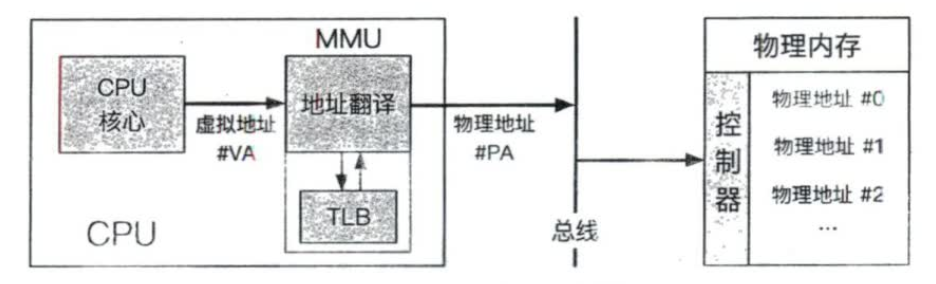 MMU
CPU
核心
虚拟地址
#VA
地址翻译
TLB
CPU
物理地址
#PA
总线
物理内存
控制器
物理地址 #0
物理地址 #1
物理地址 #2
...